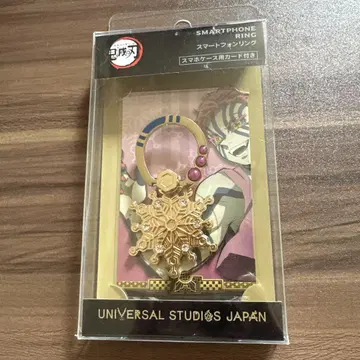 鬼滅刃
SMARTPHONE
RING
スマートフォンリング
スマホケース用カード付き
UNIVERSAL STUDIOS JAPAN